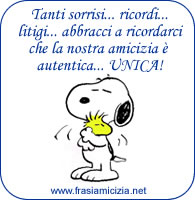 Tanti sorrisi... ricordi...
litigi... abbracci a ricordarci
che la nostra amicizia è
autentica... UNICA!
www.frasiamicizia.net